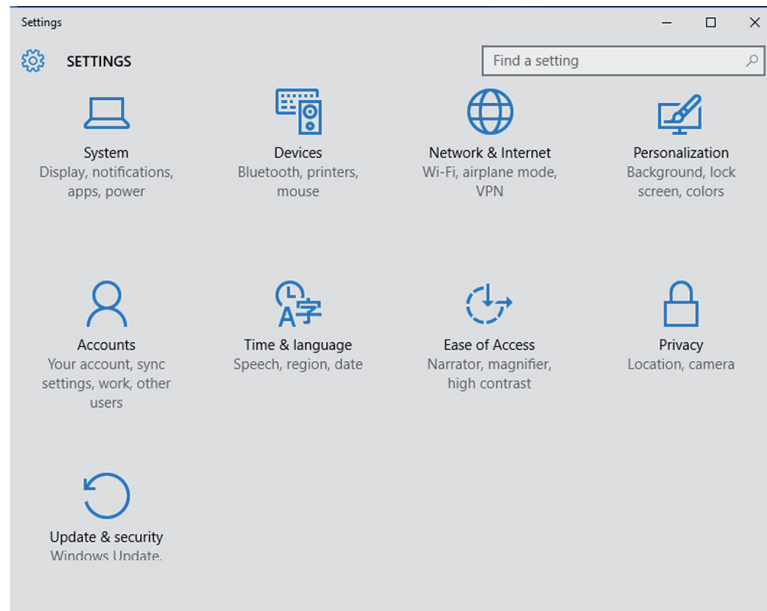 Settings
SETTINGS
Find a setting
System
Display, notifications,
apps, power
Devices
Bluetooth, printers,
mouse
Network & Internet
Wi-Fi, airplane mode,
VPN
Personalization
Background, lock
screen, colors
Accounts
Your account, sync
settings, work, other
users
A字
Time & language
Speech, region, date
Ease of Access
Narrator, magnifier,
high contrast
Privacy
Location, camera
Update & security
Windows Update.